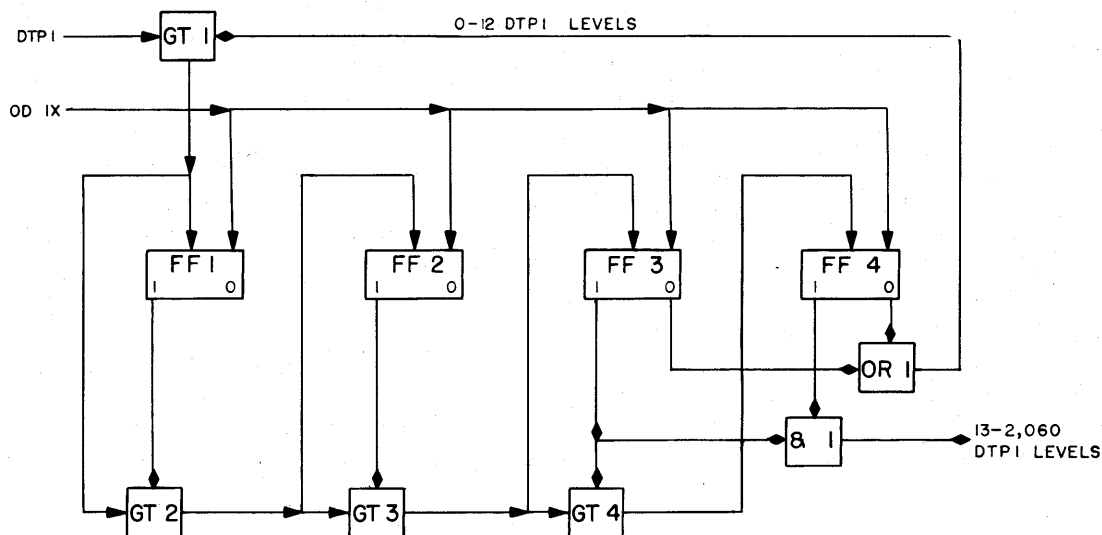 0-12 DTP1 LEVELS
DTP1
GT 1
OD 1X
FF 1
1 0
FF 2
1 0
FF 3
1 0
FF 4
1 0
OR 1
& 1
13-2,060
DTP1 LEVELS
GT 2
GT 3
GT 4